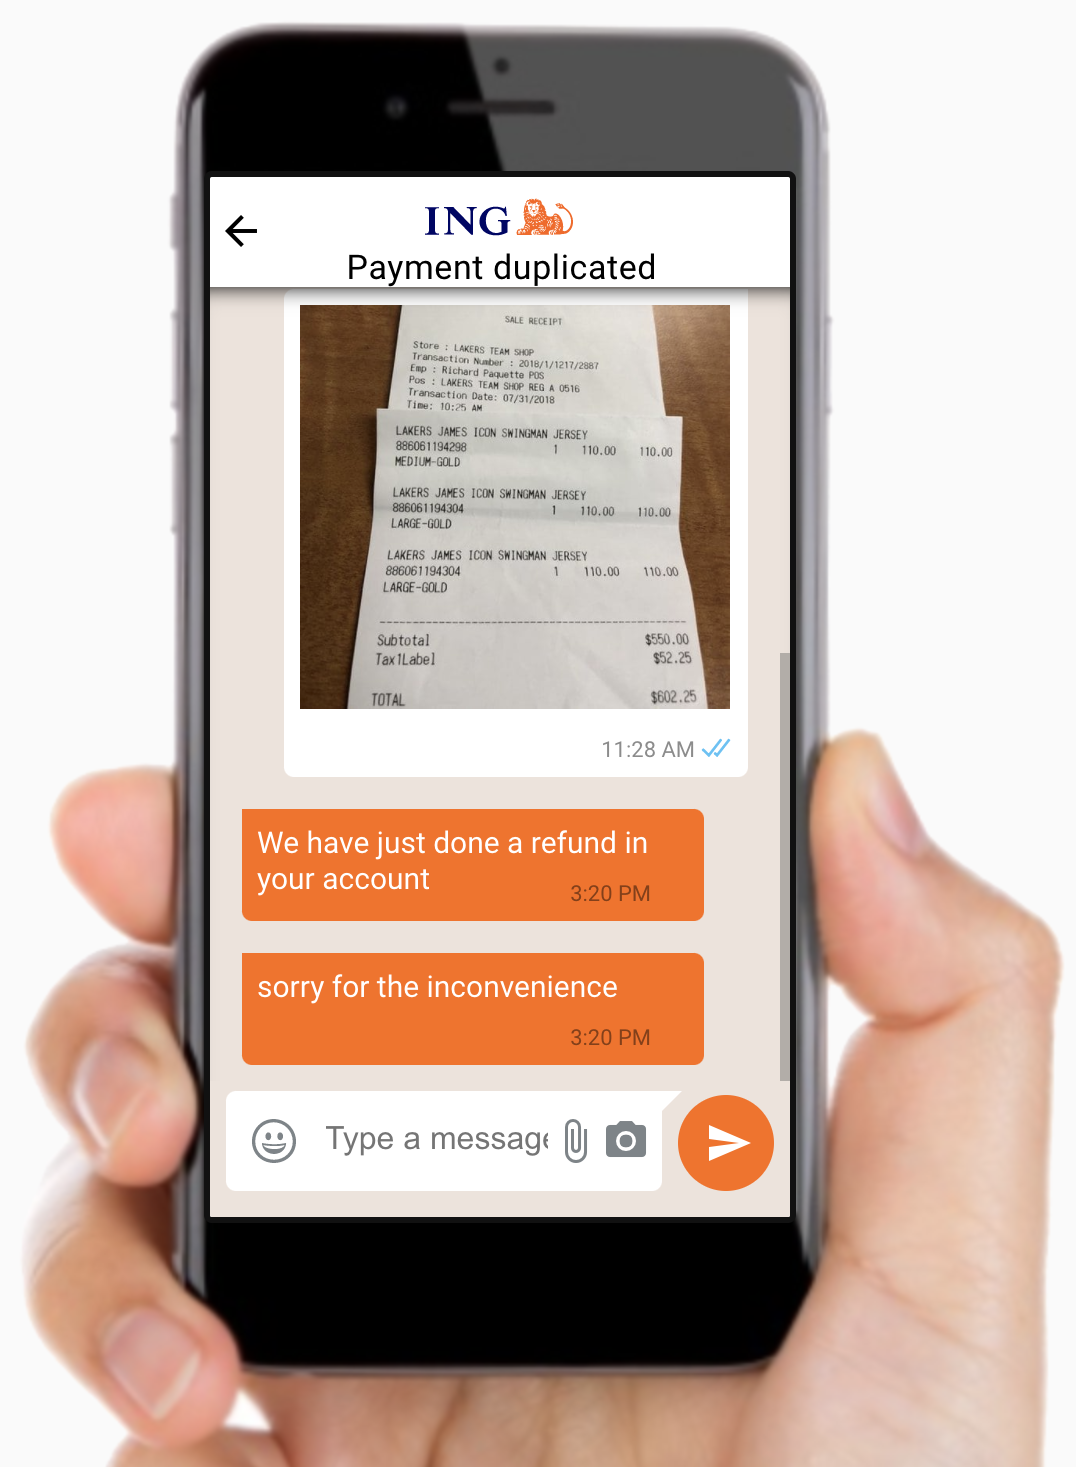 ING
Payment duplicated
SALE RECEIPT
Store : LAKERS TEAM SHOP
Transaction Number : 2018/1/1217/2887
Emp : Richard Paquette POS
Pos : LAKERS TEAM SHOP REG A 0516
Transaction Date: 07/31/2018
Time: 10:25 AM
LAKERS JAMES ICON SWINGMAN JERSEY
886061194298 1 110.00 110.00
MEDIUM-GOLD
LAKERS JAMES ICON SWINGMAN JERSEY
886061194304 1 110.00 110.00
LARGE-GOLD
LAKERS JAMES ICON SWINGMAN JERSEY
886061194304 1 110.00 110.00
LARGE-GOLD
Subtotal $550.00
Tax1Label $52.25
TOTAL $602.25
11:28 AM
We have just done a refund in
your account
3:20 PM
sorry for the inconvenience
3:20 PM
Type a message